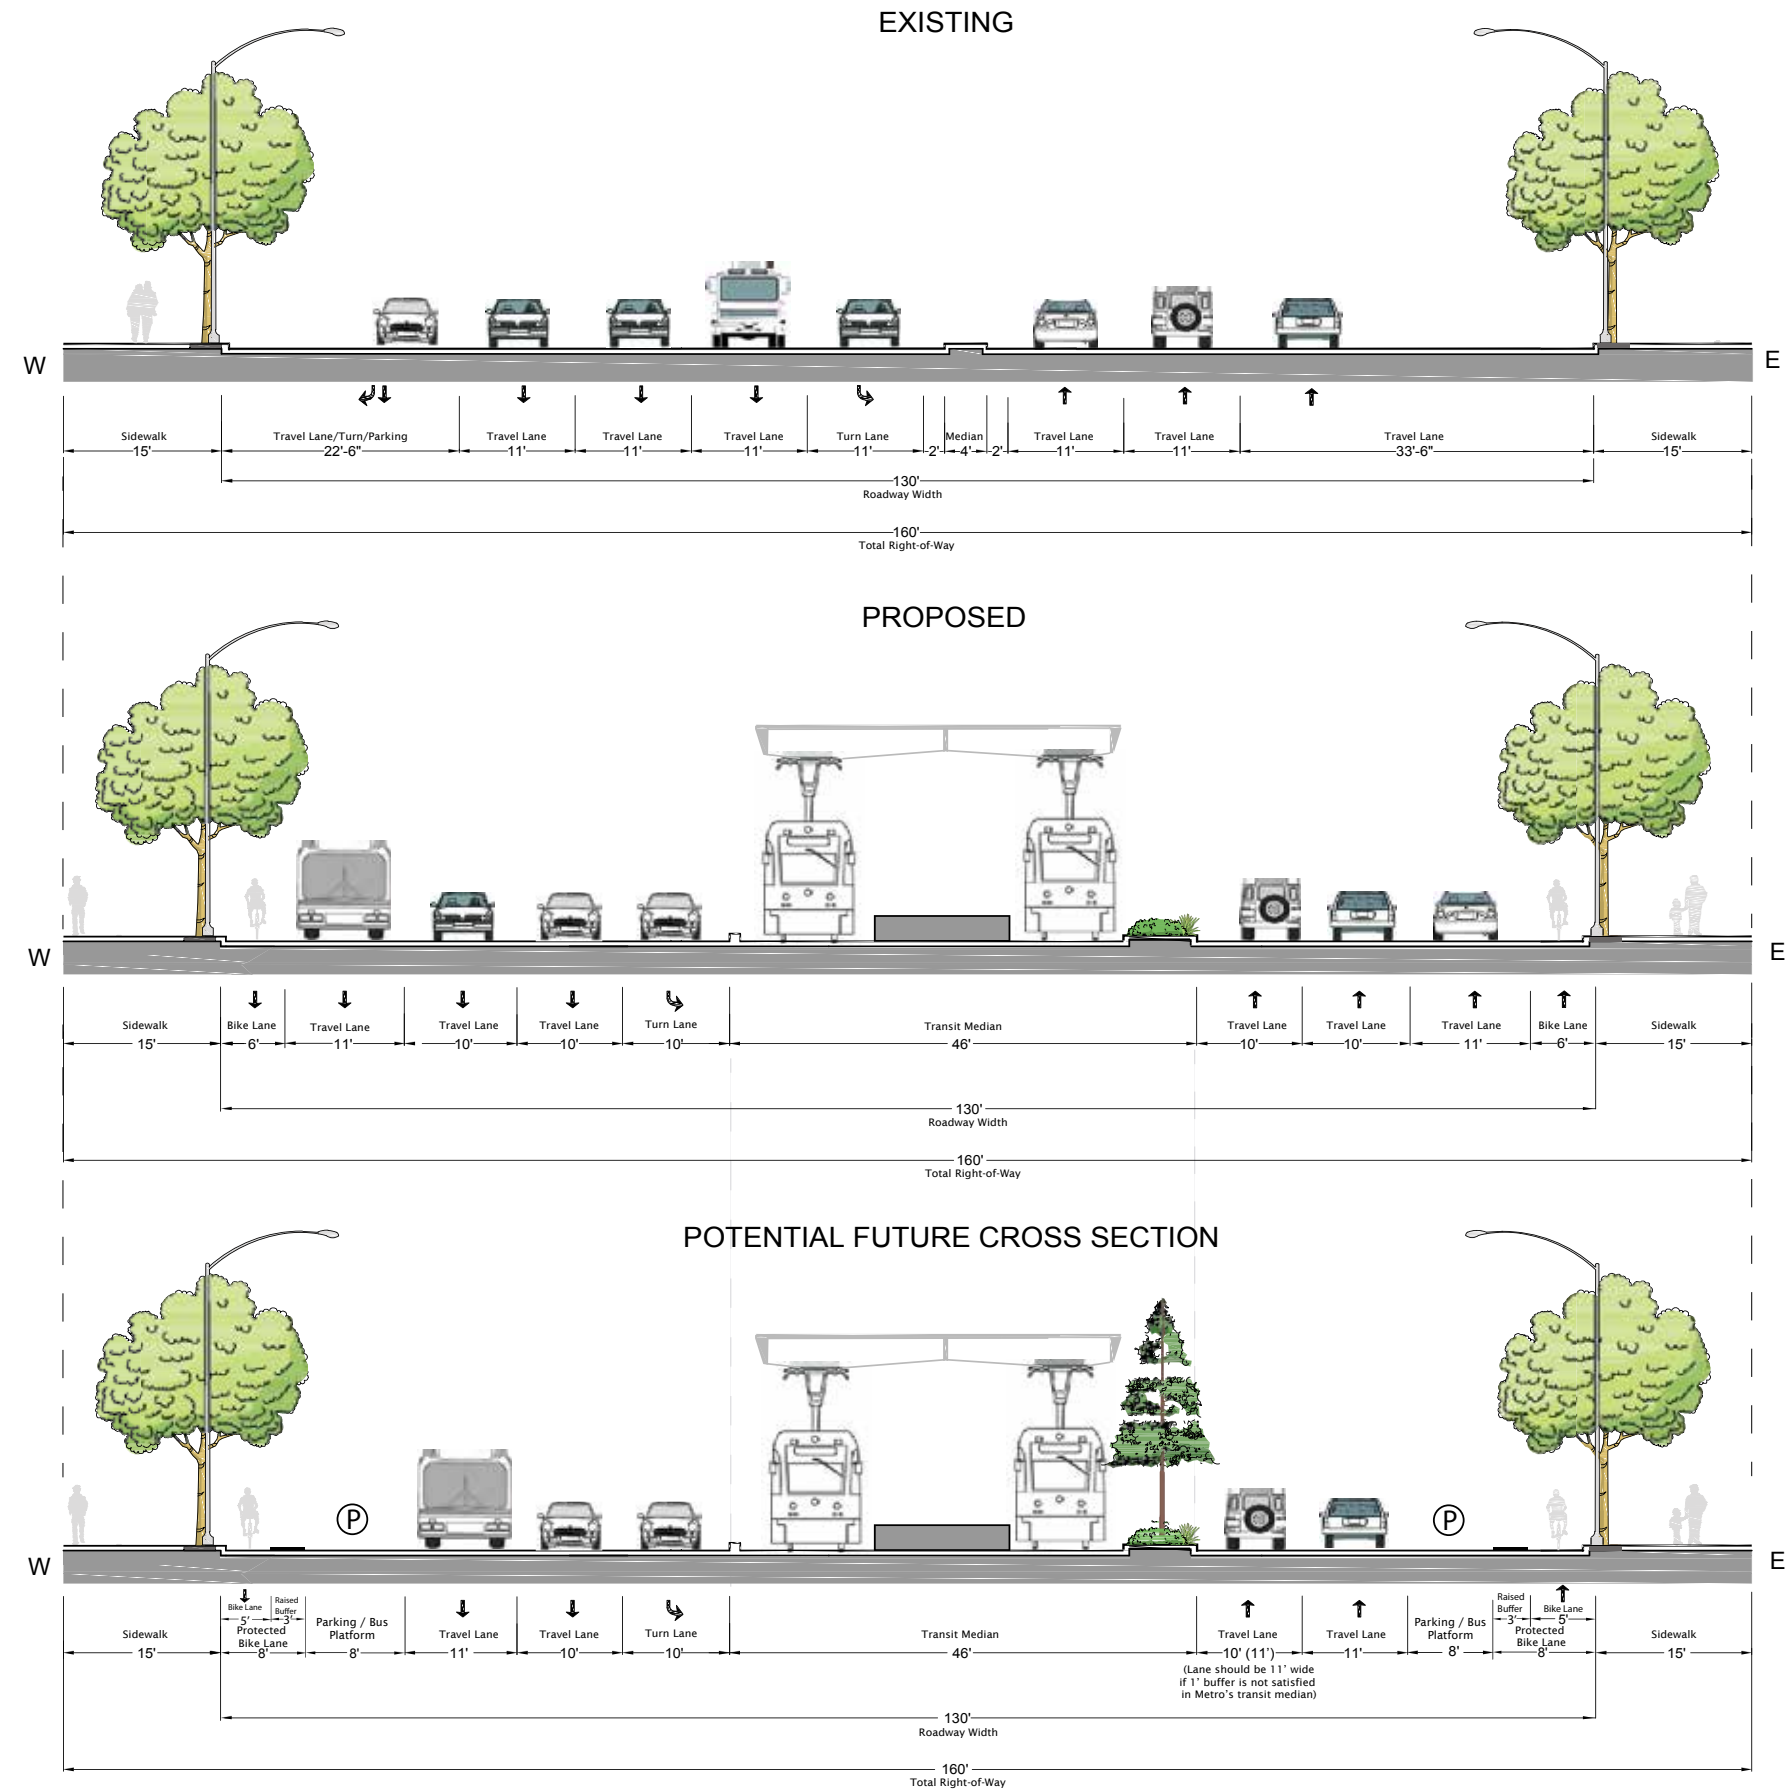 EXISTING
W
E
Sidewalk
Travel Lane/Turn/Parking
Travel Lane
Travel Lane
Travel Lane
Turn Lane
Median
Travel Lane
Travel Lane
Travel Lane
Sidewalk
15'
22'-6"
11'
11'
11'
11'
2'
4'
2'
11'
11'
33'-6"
15'
130'
Roadway Width
160'
Total Right-of-Way
PROPOSED
W
E
Sidewalk
Bike Lane
Travel Lane
Travel Lane
Travel Lane
Turn Lane
Transit Median
Travel Lane
Travel Lane
Travel Lane
Bike Lane
Sidewalk
15'
6'
11'
10'
10'
10'
46'
10'
10'
11'
6'
15'
130'
Roadway Width
160'
Total Right-of-Way
POTENTIAL FUTURE CROSS SECTION
P
P
W
E
Sidewalk
15'
Bike Lane
5'
Raised
Buffer
3'
Protected
Bike Lane
8'
Parking / Bus
Platform
8'
Travel Lane
11'
Travel Lane
10'
Turn Lane
10'
Transit Median
46'
Travel Lane
10' (11')
(Lane should be 11' wide
if 1' buffer is not satisfied
in Metro's transit median)
Travel Lane
11'
Parking / Bus
Platform
8'
Raised
Buffer
3'
Bike Lane
5'
Protected
Bike Lane
8'
Sidewalk
15'
130'
Roadway Width
160'
Total Right-of-Way